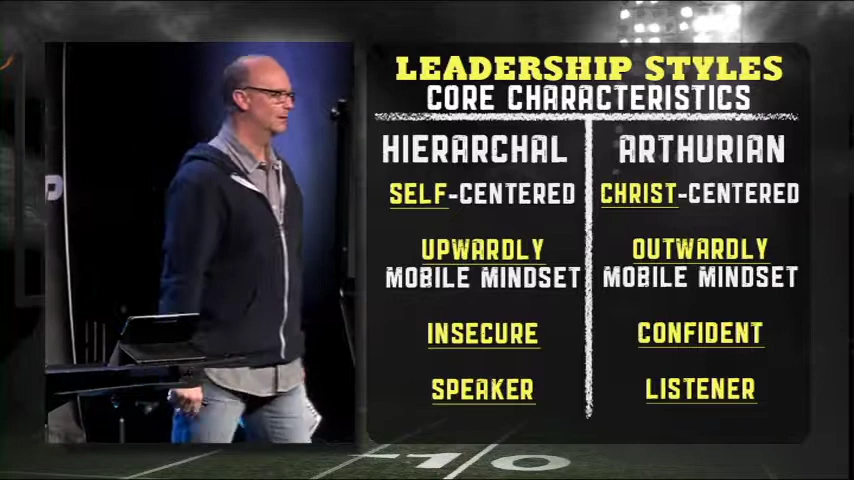 LEADERSHIP STYLES
CORE CHARACTERISTICS
HIERARCHAL
SELF-CENTERED
UPWARDLY
MOBILE MINDSET
INSECURE
SPEAKER
ARTHURIAN
CHRIST-CENTERED
OUTWARDLY
MOBILE MINDSET
CONFIDENT
LISTENER
-10